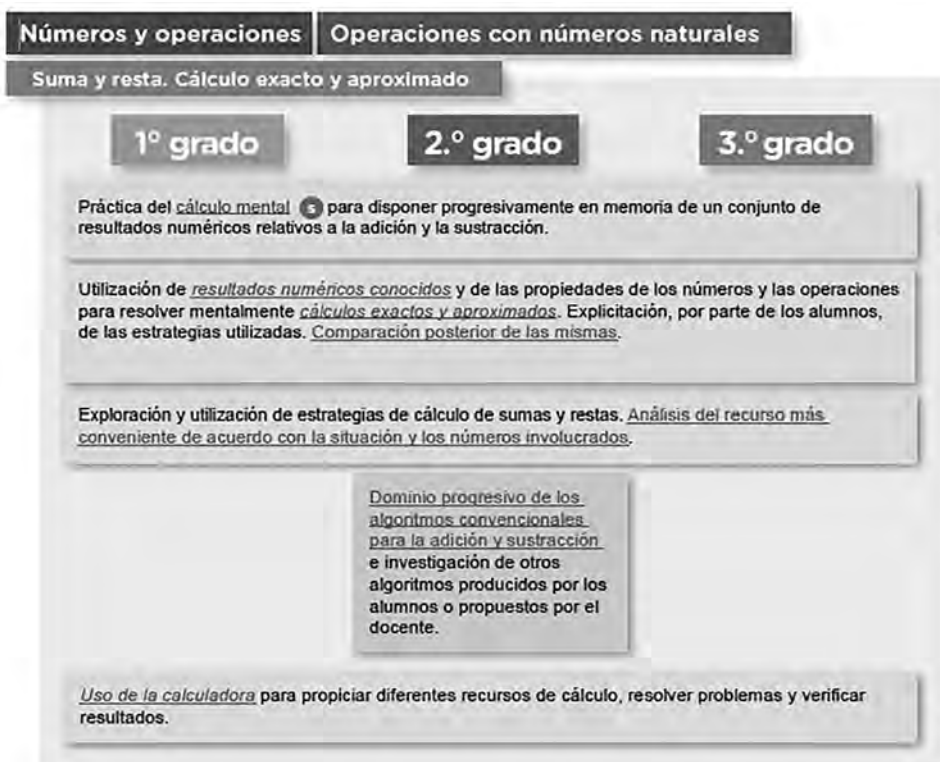 Números y operaciones Operaciones con números naturales
Suma y resta. Cálculo exacto y aproximado
1º grado 2.º grado 3.º grado
Práctica del cálculo mental s para disponer progresivamente en memoria de un conjunto de
resultados numéricos relativos a la adición y la sustracción.
Utilización de resultados numéricos conocidos y de las propiedades de los números y las operaciones
para resolver mentalmente cálculos exactos y aproximados. Explicitación, por parte de los alumnos,
de las estrategias utilizadas. Comparación posterior de las mismas.
Exploración y utilización de estrategias de cálculo de sumas y restas. Análisis del recurso más
conveniente de acuerdo con la situación y los números involucrados.
Dominio progresivo de los
algoritmos convencionales
para la adición y sustracción
e investigación de otros
algoritmos producidos por los
alumnos o propuestos por el
docente.
Uso de la calculadora para propiciar diferentes recursos de cálculo, resolver problemas y verificar
resultados.